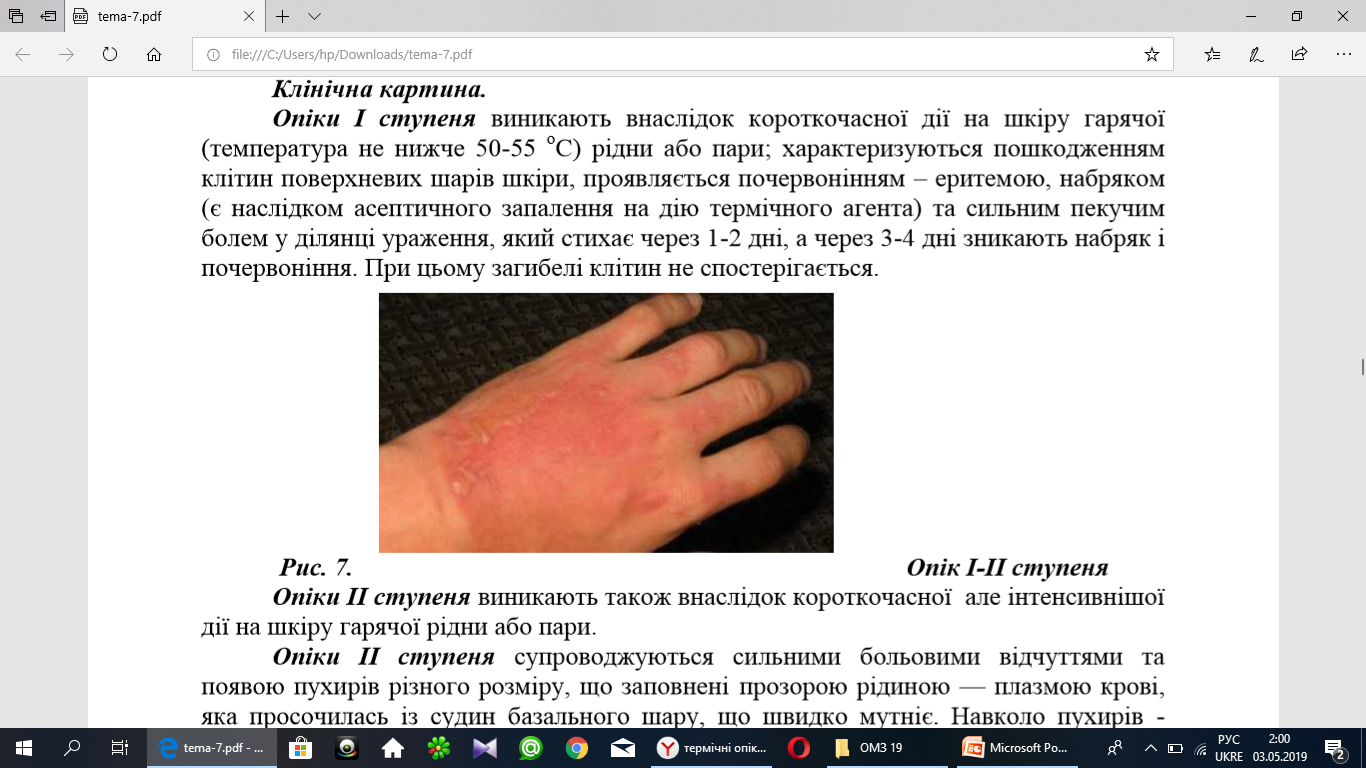 tema-7.pdf
file:///C:/Users/hp/Downloads/tema-7.pdf
Клінічна картина.
Опіки І ступеня виникають внаслідок короткочасної дії на шкіру гарячої
(температура не нижче 50-55 °С) рідни або пари; характеризуються пошкодженням
клітин поверхневих шарів шкіри, проявляється почервонінням – еритемою, набряком
(є наслідком асептичного запалення на дію термічного агента) та сильним пекучим
болем у ділянці ураження, який стихає через 1-2 дні, а через 3-4 дні зникають набряк і
почервоніння. При цьому загибелі клітин не спостерігається.
Рис. 7. Опік І-ІІ ступеня
Опіки ІІ ступеня виникають також внаслідок короткочасної але інтенсивнішої
дії на шкіру гарячої рідни або пари.
Опіки ІІ ступеня супроводжуються сильними больовими відчуттями та
появою пухирів різного розміру, що заповнені прозорою рідиною — плазмою крові,
яка просочилась із судин базального шару, що швидко мутніє. Навколо пухирів -
tema-7.pdf - ...
термічні опік...
ОМЗ 19
Microsoft Po...
РУС
UKRE
2:00
03.05.2019
2